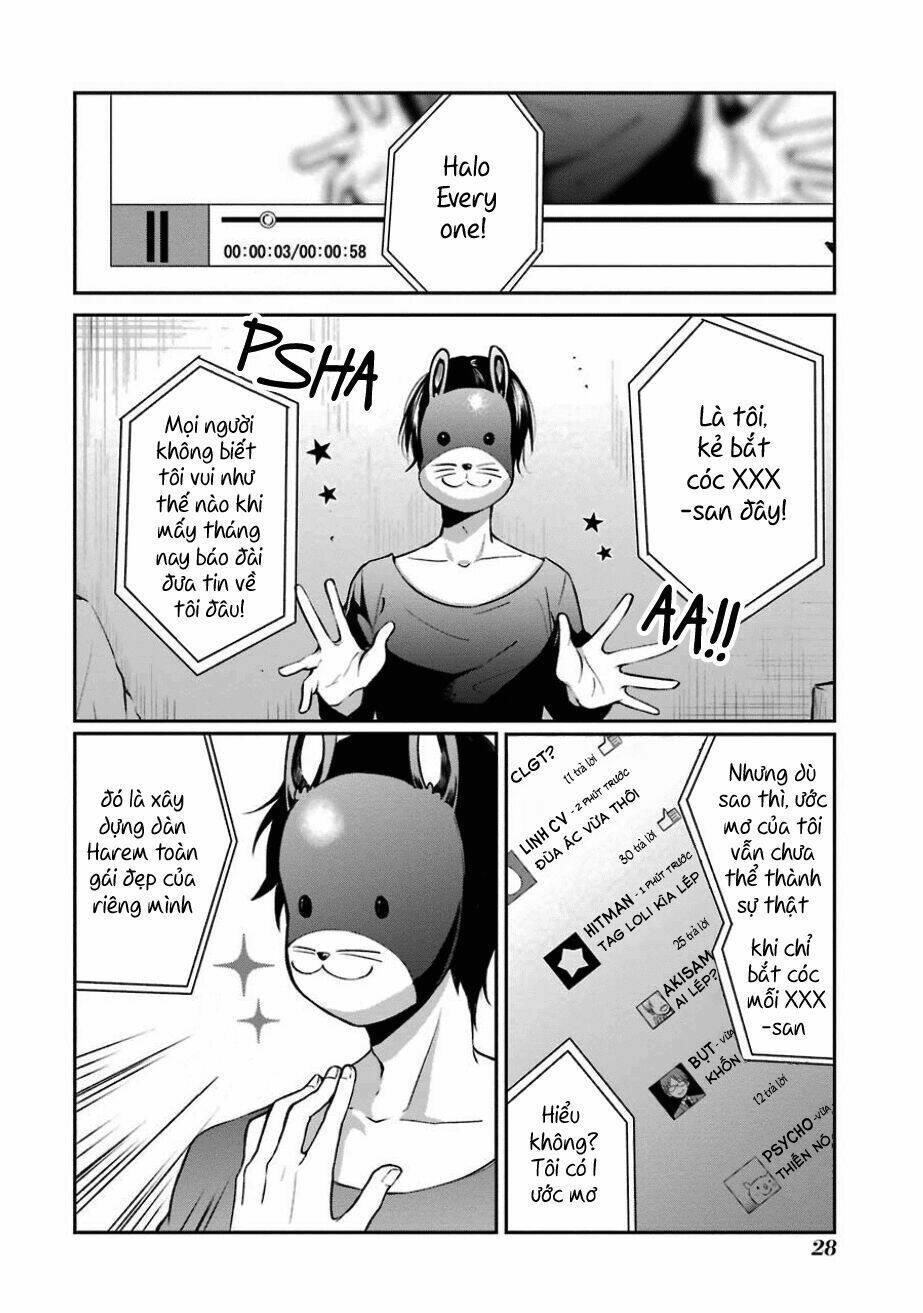 Halo
Every
one!
00:00:03/00:00:58
PSHA
Là tôi,
kẻ bắt
cóc XXX
-san đây!
Mọi người
không biết
tôi vui như
thế nào khi
mấy tháng
nay báo đài
đưa tin về
tôi đâu!
AA!!
Nhưng dù
sao thì, ước
mơ của tôi
vẫn chưa
thể thành
sự thật
khi chỉ
bắt cóc
mỗi XXX
-san
CLGT?
11 trả lời
LINH CV - 2 PHÚT TRƯỚC
ĐÙA ÁC VỪA THÔI
30 trả lời
HITMAN - 1 PHÚT TRƯỚC
TAG LOLI KÌA LÉP
25 trả lời
AKISAM
AI LÉP?
BỤT - VỪA
KHỐN
12 trả lời
PSYCHO - VỪA
THIẾN NÓ
Hiểu
không?
Tôi có 1
ước mơ
đó là xây
dựng dàn
Harem toàn
gái đẹp của
riêng mình
28